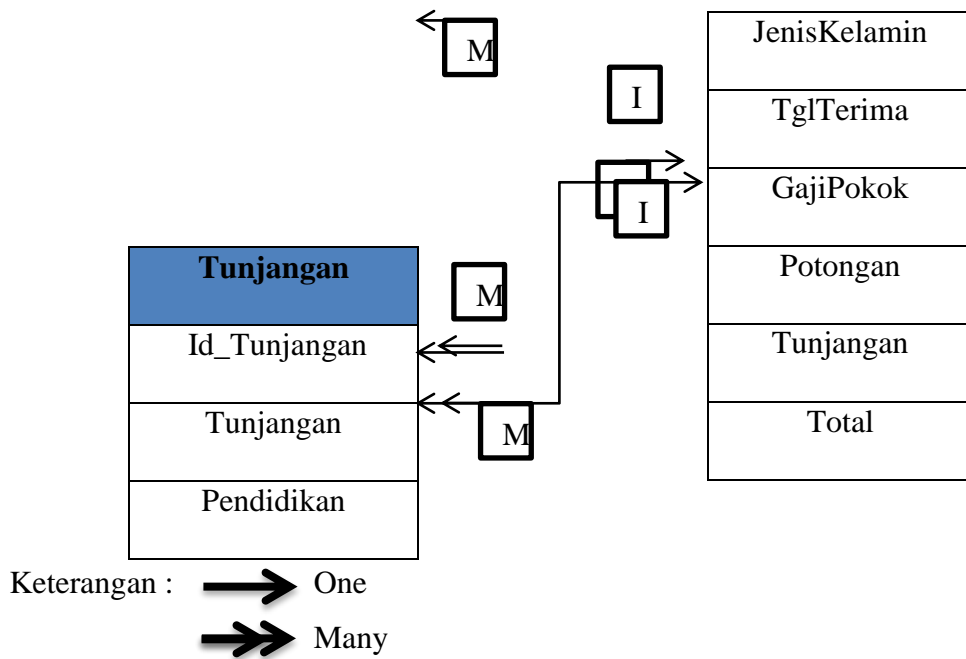 JenisKelamin
M
I
TglTerima
GajiPokok
I
Tunjangan
M
Potongan
Id_Tunjangan
Tunjangan
Tunjangan
M
Total
Pendidikan
Keterangan : One
Many